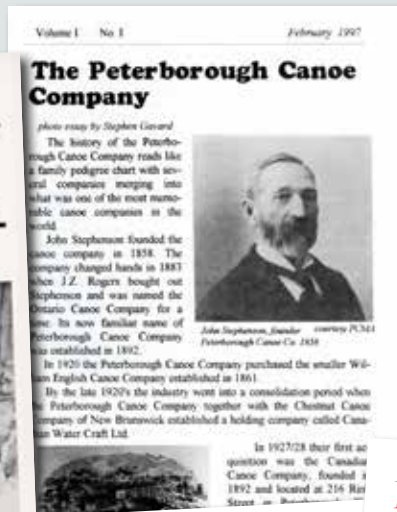 Volume I No 1 February 1997
The Peterborough Canoe
Company
photo essay by Stephen Gavard
The history of the Peterbo-
rough Canoe Company reads like
a family pedigree chart with sev-
eral companies merging into
what was one of the most memo-
rable canoe companies in the
world.
John Stephenson founded the
canoe company in 1858. The
company changed hands in 1883
when J.Z. Rogers bought out
Stephenson and was named the
Ontario Canoe Company for a
time. Its now familiar name of
Peterborough Canoe Company
was established in 1892.
John Stephenson, founder courtesy PCMA
Peterborough Canoe Co. 1858
In 1920 the Peterborough Canoe Company purchased the smaller Wil-
liam English Canoe Company established in 1861.
By the late 1920's the industry went into a consolidation period when
the Peterborough Canoe Company together with the Chestnut Canoe
Company of New Brunswick established a holding company called Cana-
dian Water Craft Ltd.
In 1927/28 their first ac
quisition was the Canadian
Canoe Company, founded i
1892 and located at 216
Street